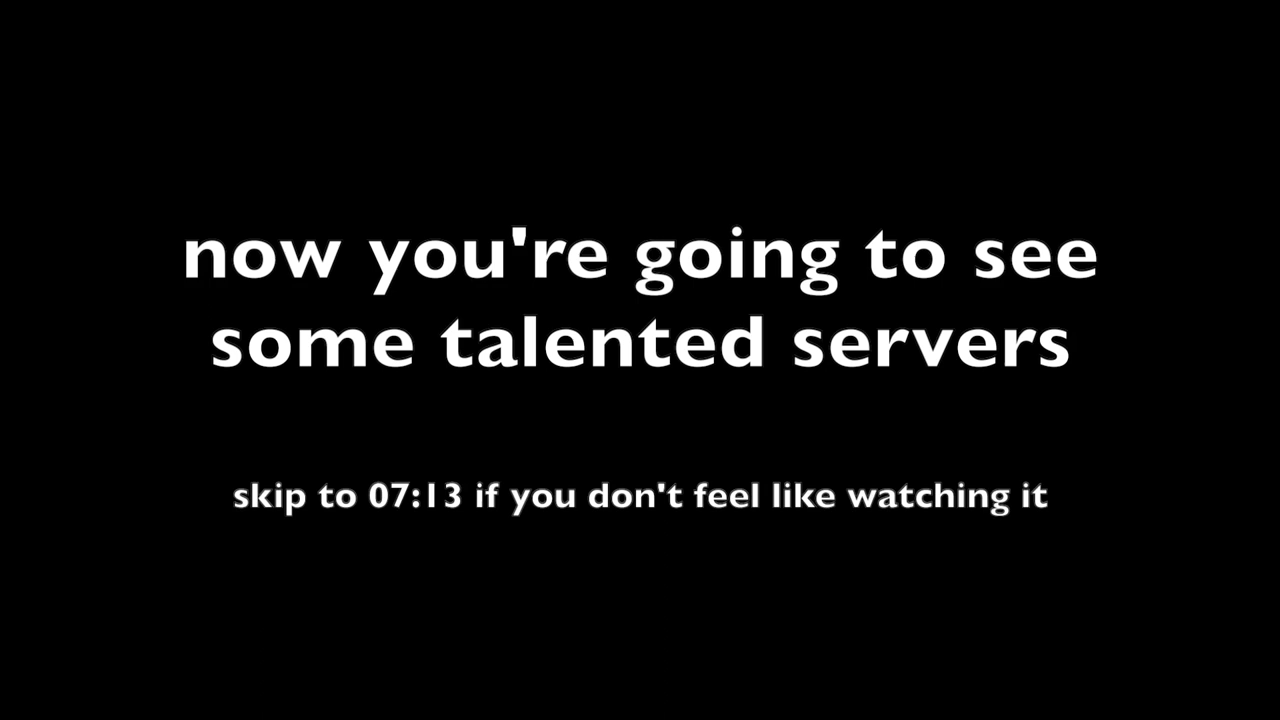 now you're going to see
some talented servers
skip to 07:13 if you don't feel like watching it